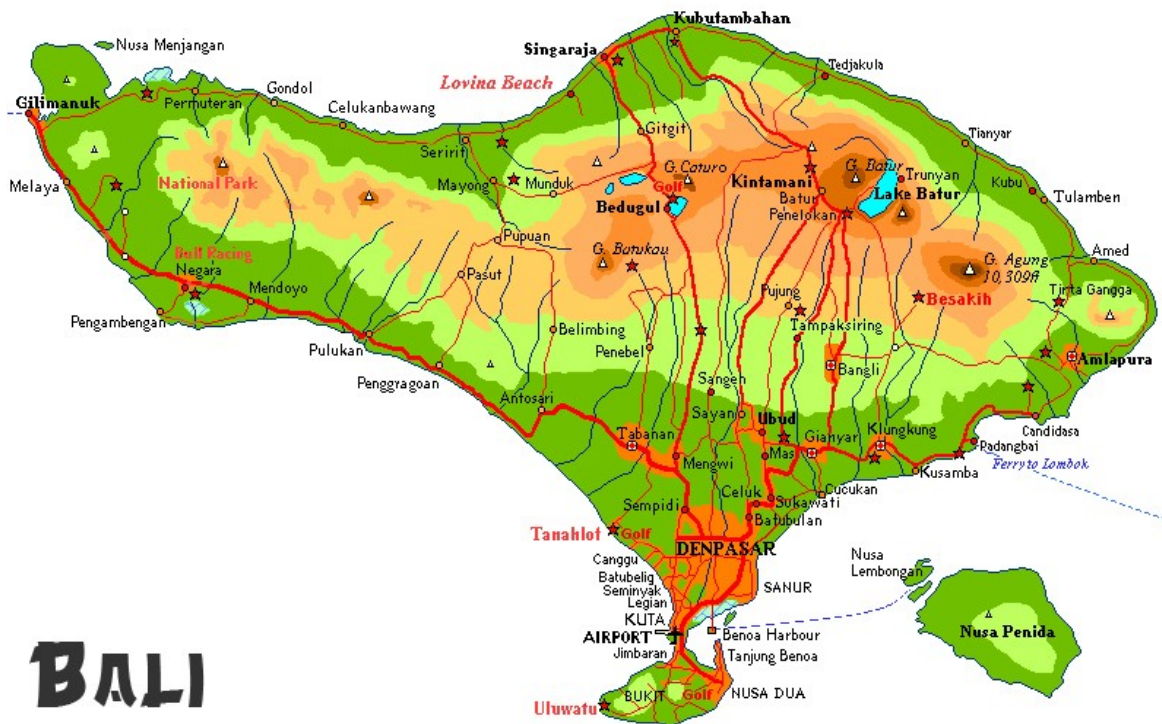 Nusa Menjangan
Kubutambahan
Singaraja
Tedjakula
Lovina Beach
Gondol
Permuteran
Gilimanuk
Celukanbawang
Gitgit
Tianyar
Seririt
G. Caturo
G. Batur
Trunyan
Melaya
National Park
Mayong
Munduk
Golf
Kintamani
Batur
Lake Batur
Kubu
Tulamben
Bedugul
Penelokan
Pupuan
Bull Racing
G. Batukau
Amed
Negara
Pasut
G. Agung
10,309ft
Mendoyo
Pujung
Besakih
Tirta Gangga
Pengambengan
Belimbing
Tampaksiring
Pulukan
Penebel
Amlapura
Penggragoan
Bangli
Sangeh
Antosari
Sayan
Ubud
Candidasa
Tabanan
Gianyar
Klungkung
Padangbai
Mengwi
Mas
Ferry to Lombok
Kusamba
Celuk
Cucukan
Sempidi
Sukawati
Batubulan
Tanahlot
Golf
DENPASAR
Canggu
Nusa
Lembongan
Batubelig
Seminyak
SANUR
Legian
KUTA
AIRPORT
Benoa Harbour
Nusa Penida
Jimbaran
Tanjung Benoa
BALI
BUKIT
Golf
NUSA DUA
Uluwatu